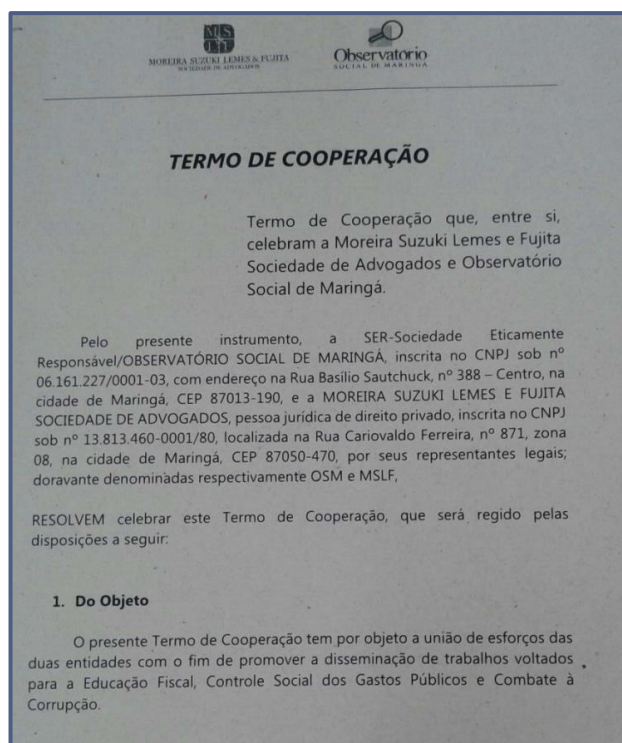 MSLF
MOREIRA SUZUKI LEMES & FUJITA
SOCIEDADE DE ADVOGADOS
Observatório
SOCIAL DE MARINGÁ
TERMO DE COOPERAÇÃO
Termo de Cooperação que, entre si,
celebram a Moreira Suzuki Lemes e Fujita
Sociedade de Advogados e Observatório
Social de Maringá.
Pelo presente instrumento, a SER-Sociedade Eticamente
Responsável/OBSERVATÓRIO SOCIAL DE MARINGÁ, inscrita no CNPJ sob nº
06.161.227/0001-03, com endereço na Rua Basílio Sautchuck, nº 388 – Centro, na
cidade de Maringá, CEP 87013-190, e a MOREIRA SUZUKI LEMES E FUJITA
SOCIEDADE DE ADVOGADOS, pessoa jurídica de direito privado, inscrita no CNPJ
sob nº 13.813.460-0001/80, localizada na Rua Cariovaldo Ferreira, nº 871, zona
08, na cidade de Maringá, CEP 87050-470, por seus representantes legais;
doravante denominadas respectivamente OSM e MSLF,
RESOLVEM celebrar este Termo de Cooperação, que será regido pelas
disposições a seguir:
1. Do Objeto
O presente Termo de Cooperação tem por objeto a união de esforços das
duas entidades com o fim de promover a disseminação de trabalhos voltados
para a Educação Fiscal, Controle Social dos Gastos Públicos e Combate à
Corrupção.